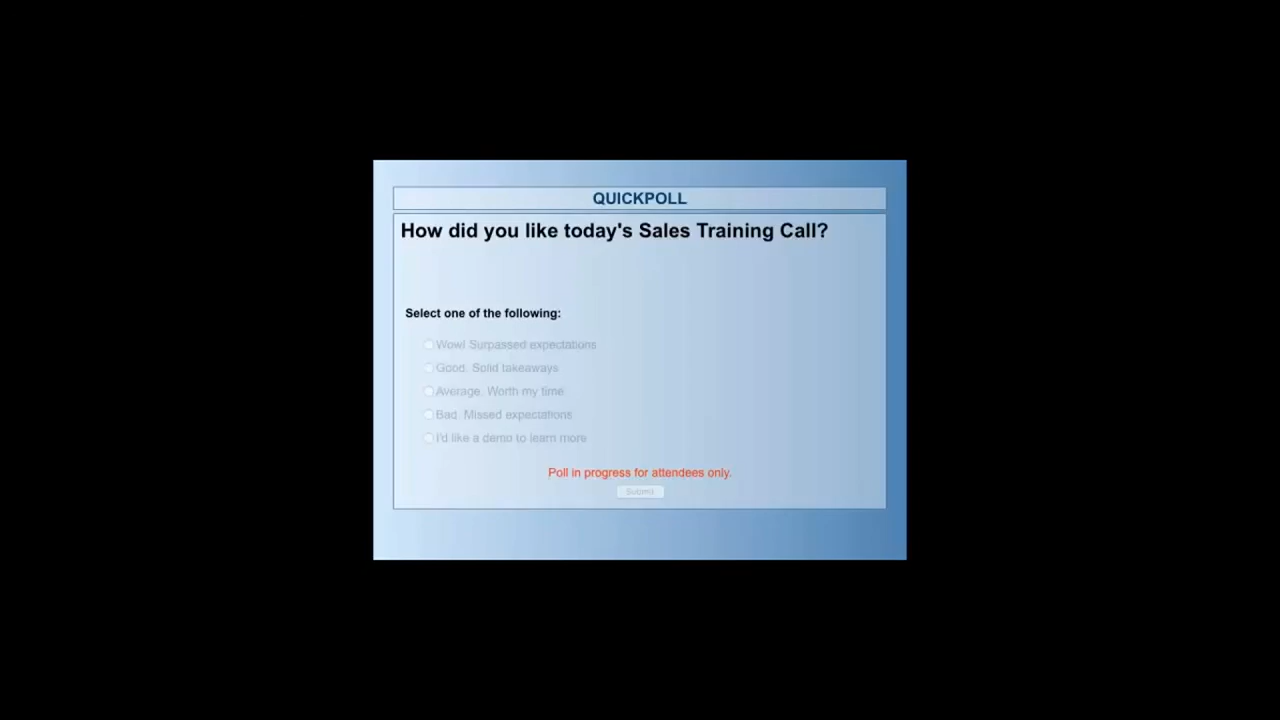 QUICKPOLL
How did you like today's Sales Training Call?
Select one of the following:
Wow! Surpassed expectations
Good. Solid takeaways
Average. Worth my time
Bad. Missed expectations
I'd like a demo to learn more
Poll in progress for attendees only.
Submit